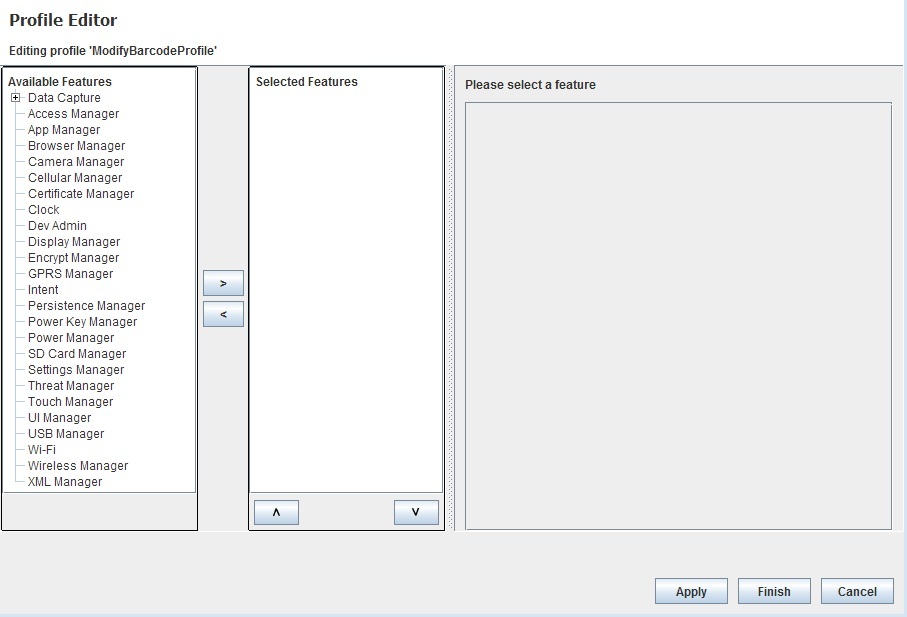 Profile Editor
Editing profile 'ModifyBarcodeProfile'
Available Features
Data Capture
Access Manager
App Manager
Browser Manager
Camera Manager
Cellular Manager
Certificate Manager
Clock
Dev Admin
Display Manager
Encrypt Manager
GPRS Manager
Intent
Persistence Manager
Power Key Manager
Power Manager
SD Card Manager
Settings Manager
Threat Manager
Touch Manager
UI Manager
USB Manager
Wi-Fi
Wireless Manager
XML Manager
>
<
Selected Features
˄ ˅
Please select a feature
Apply Finish Cancel